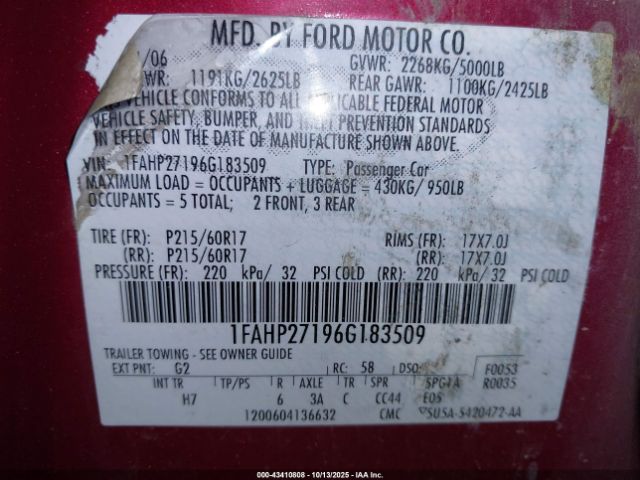 MFD. BY FORD MOTOR CO.
/06 GVWR: 2268KG/5000LB
WR: 1191KG/2625LB REAR GAWR: 1100KG/2425LB
VEHICLE CONFORMS TO ALL APPLICABLE FEDERAL MOTOR
VEHICLE SAFETY, BUMPER, AND THEFT PREVENTION STANDARDS
IN EFFECT ON THE DATE OF MANUFACTURE SHOWN ABOVE.
VIN: 1FAHP27196G183509 TYPE: Passenger Car
MAXIMUM LOAD = OCCUPANTS + LUGGAGE = 430KG/ 950LB
OCCUPANTS = 5 TOTAL; 2 FRONT, 3 REAR
TIRE (FR): P215/60R17 RIMS (FR): 17X7.0J
(RR): P215/60R17 (RR): 17X7.0J
PRESSURE (FR): 220 kPa/ 32 PSI COLD (RR): 220 kPa/ 32 PSI COLD
1FAHP27196G183509
TRAILER TOWING - SEE OWNER GUIDE
EXT PNT: G2 RC: 58 DSO: F0053
INT TR TP/PS R AXLE TR SPR SPG1A R0035
H7 6 3A C CC44 E05
1200604136632 CMC 5U5A-5420472-AA
000-43410808 - 10/13/2025 - IAAI, Inc.